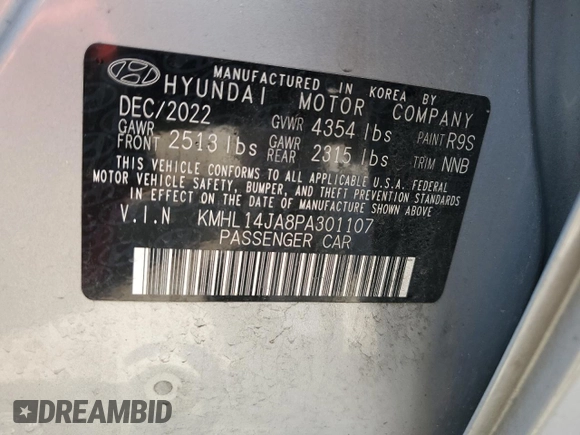 MANUFACTURED IN KOREA BY
HYUNDAI MOTOR COMPANY
DEC/2022 GVWR 4354 lbs PAINT R9S
GAWR FRONT 2513 lbs GAWR REAR 2315 lbs TRIM NNB
THIS VEHICLE CONFORMS TO ALL APPLICABLE U.S.A. FEDERAL
MOTOR VEHICLE SAFETY, BUMPER, AND THEFT PREVENTION STANDARDS
IN EFFECT ON THE DATE OF MANUFACTURE SHOWN ABOVE.
V.I.N KMHL14JA8PA301107
PASSENGER CAR
DREAMBID